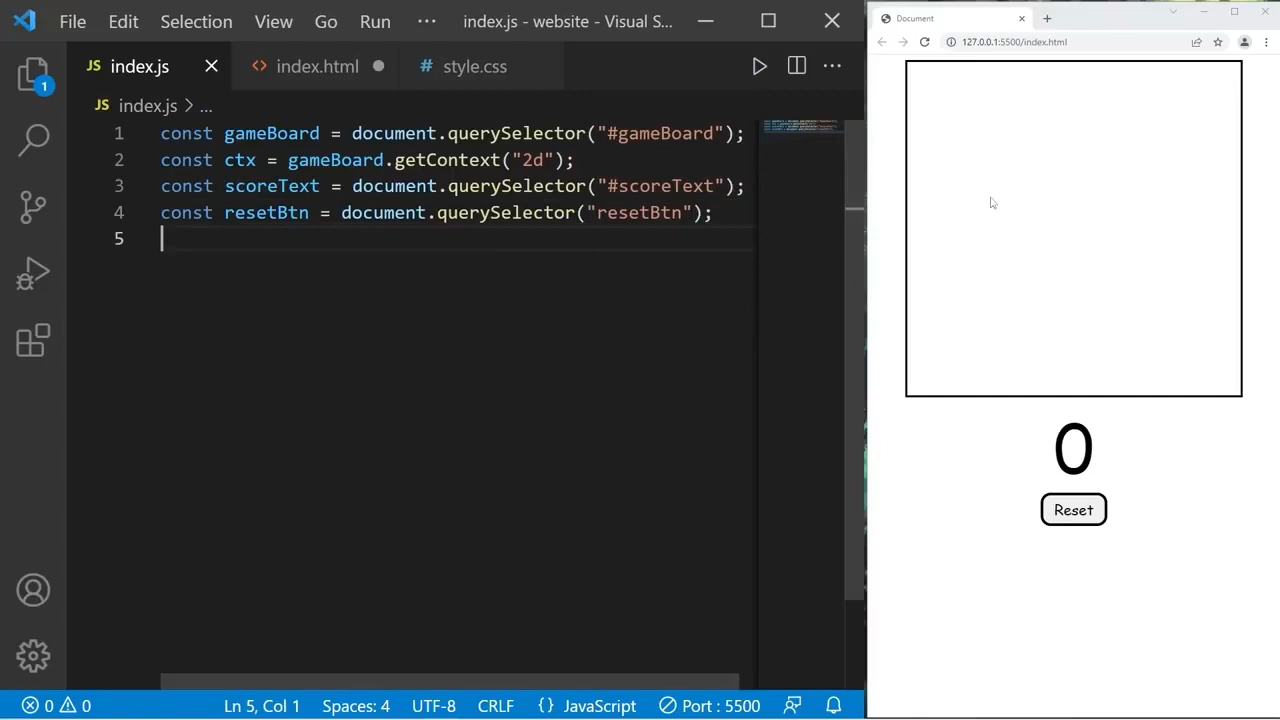 File Edit Selection View Go Run ··· index.js - website - Visual S...
JS index.js index.html style.css
JS index.js > ...
1 const gameBoard = document.querySelector("#gameBoard");
2 const ctx = gameBoard.getContext("2d");
3 const scoreText = document.querySelector("#scoreText");
4 const resetBtn = document.querySelector("resetBtn");
5
1
0 0 Ln 5, Col 1 Spaces: 4 UTF-8 CRLF {} JavaScript Port : 5500
Document
127.0.0.1:5500/index.html
0
Reset